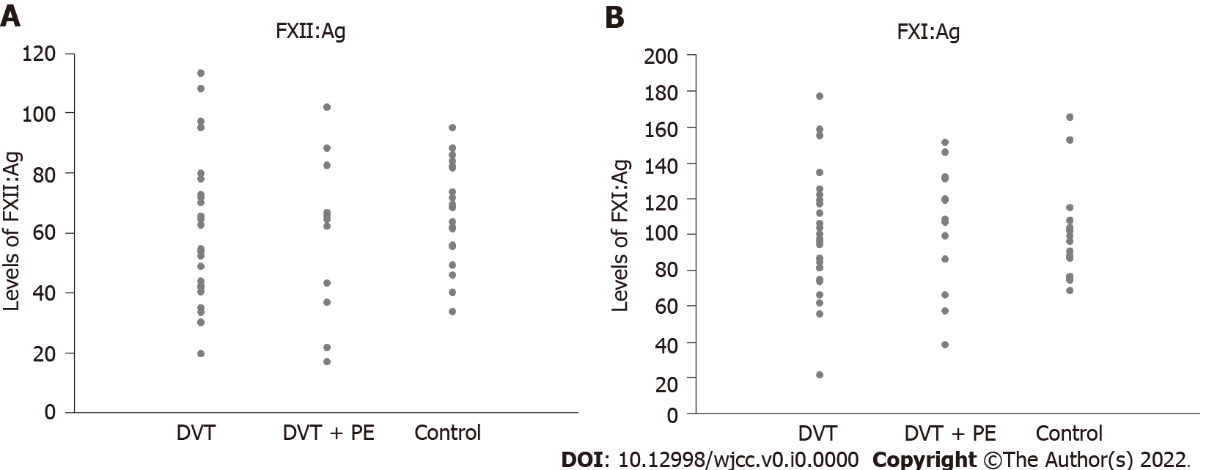 A
FXII:Ag
Levels of FXII:Ag
120
100
80
60
40
20
0
DVT DVT + PE Control
B
FXI:Ag
Levels of FXI:Ag
200
180
160
140
120
100
80
60
40
20
0
DVT DVT + PE Control
DOI: 10.12998/wjcc.v0.i0.0000 Copyright ©The Author(s) 2022.